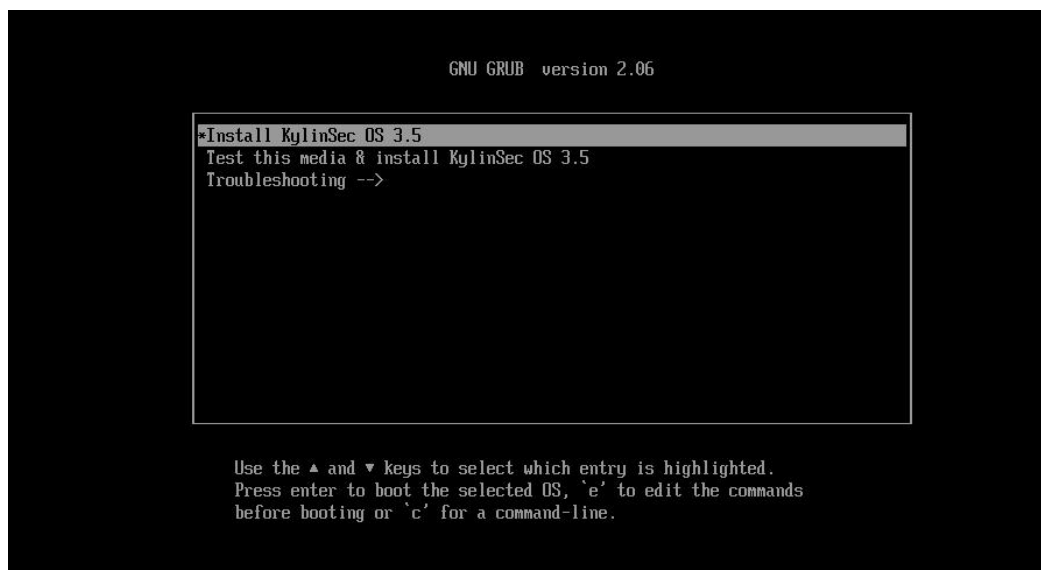 GNU GRUB  version 2.06
*Install KylinSec OS 3.5
Test this media & install KylinSec OS 3.5
Troubleshooting -->
Use the ▲ and ▼ keys to select which entry is highlighted.
Press enter to boot the selected OS, `e' to edit the commands
before booting or `c' for a command-line.